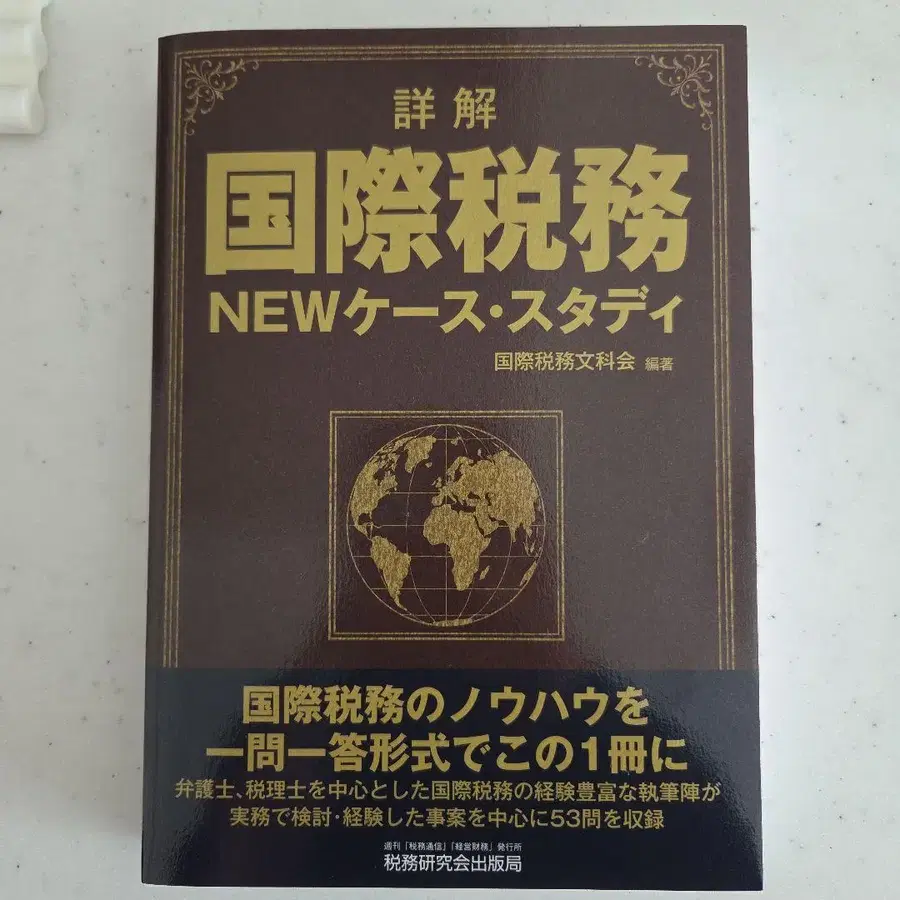 詳解
国際税務
NEWケース・スタディ
国際税務文科会 編著
国際税務のノウハウを
一問一答形式でこの1冊に
弁護士、税理士を中心とした国際税務の経験豊富な執筆陣が
実務で検討・経験した事案を中心に53問を収録
週刊「税務通信」「経営財務」発行所
税務研究会出版局